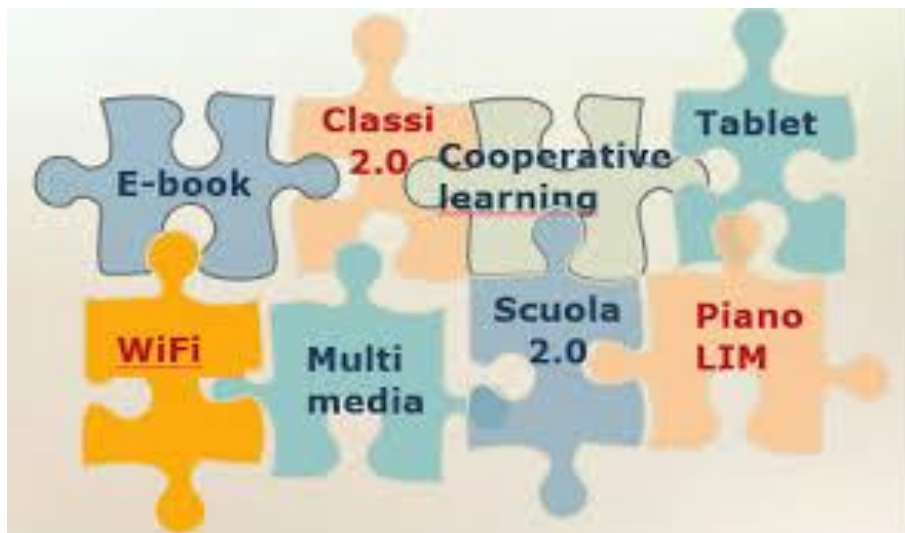 E-book
Classi
2.0
Cooperative
learning
Tablet
WiFi
Multi
media
Scuola
2.0
Piano
LIM